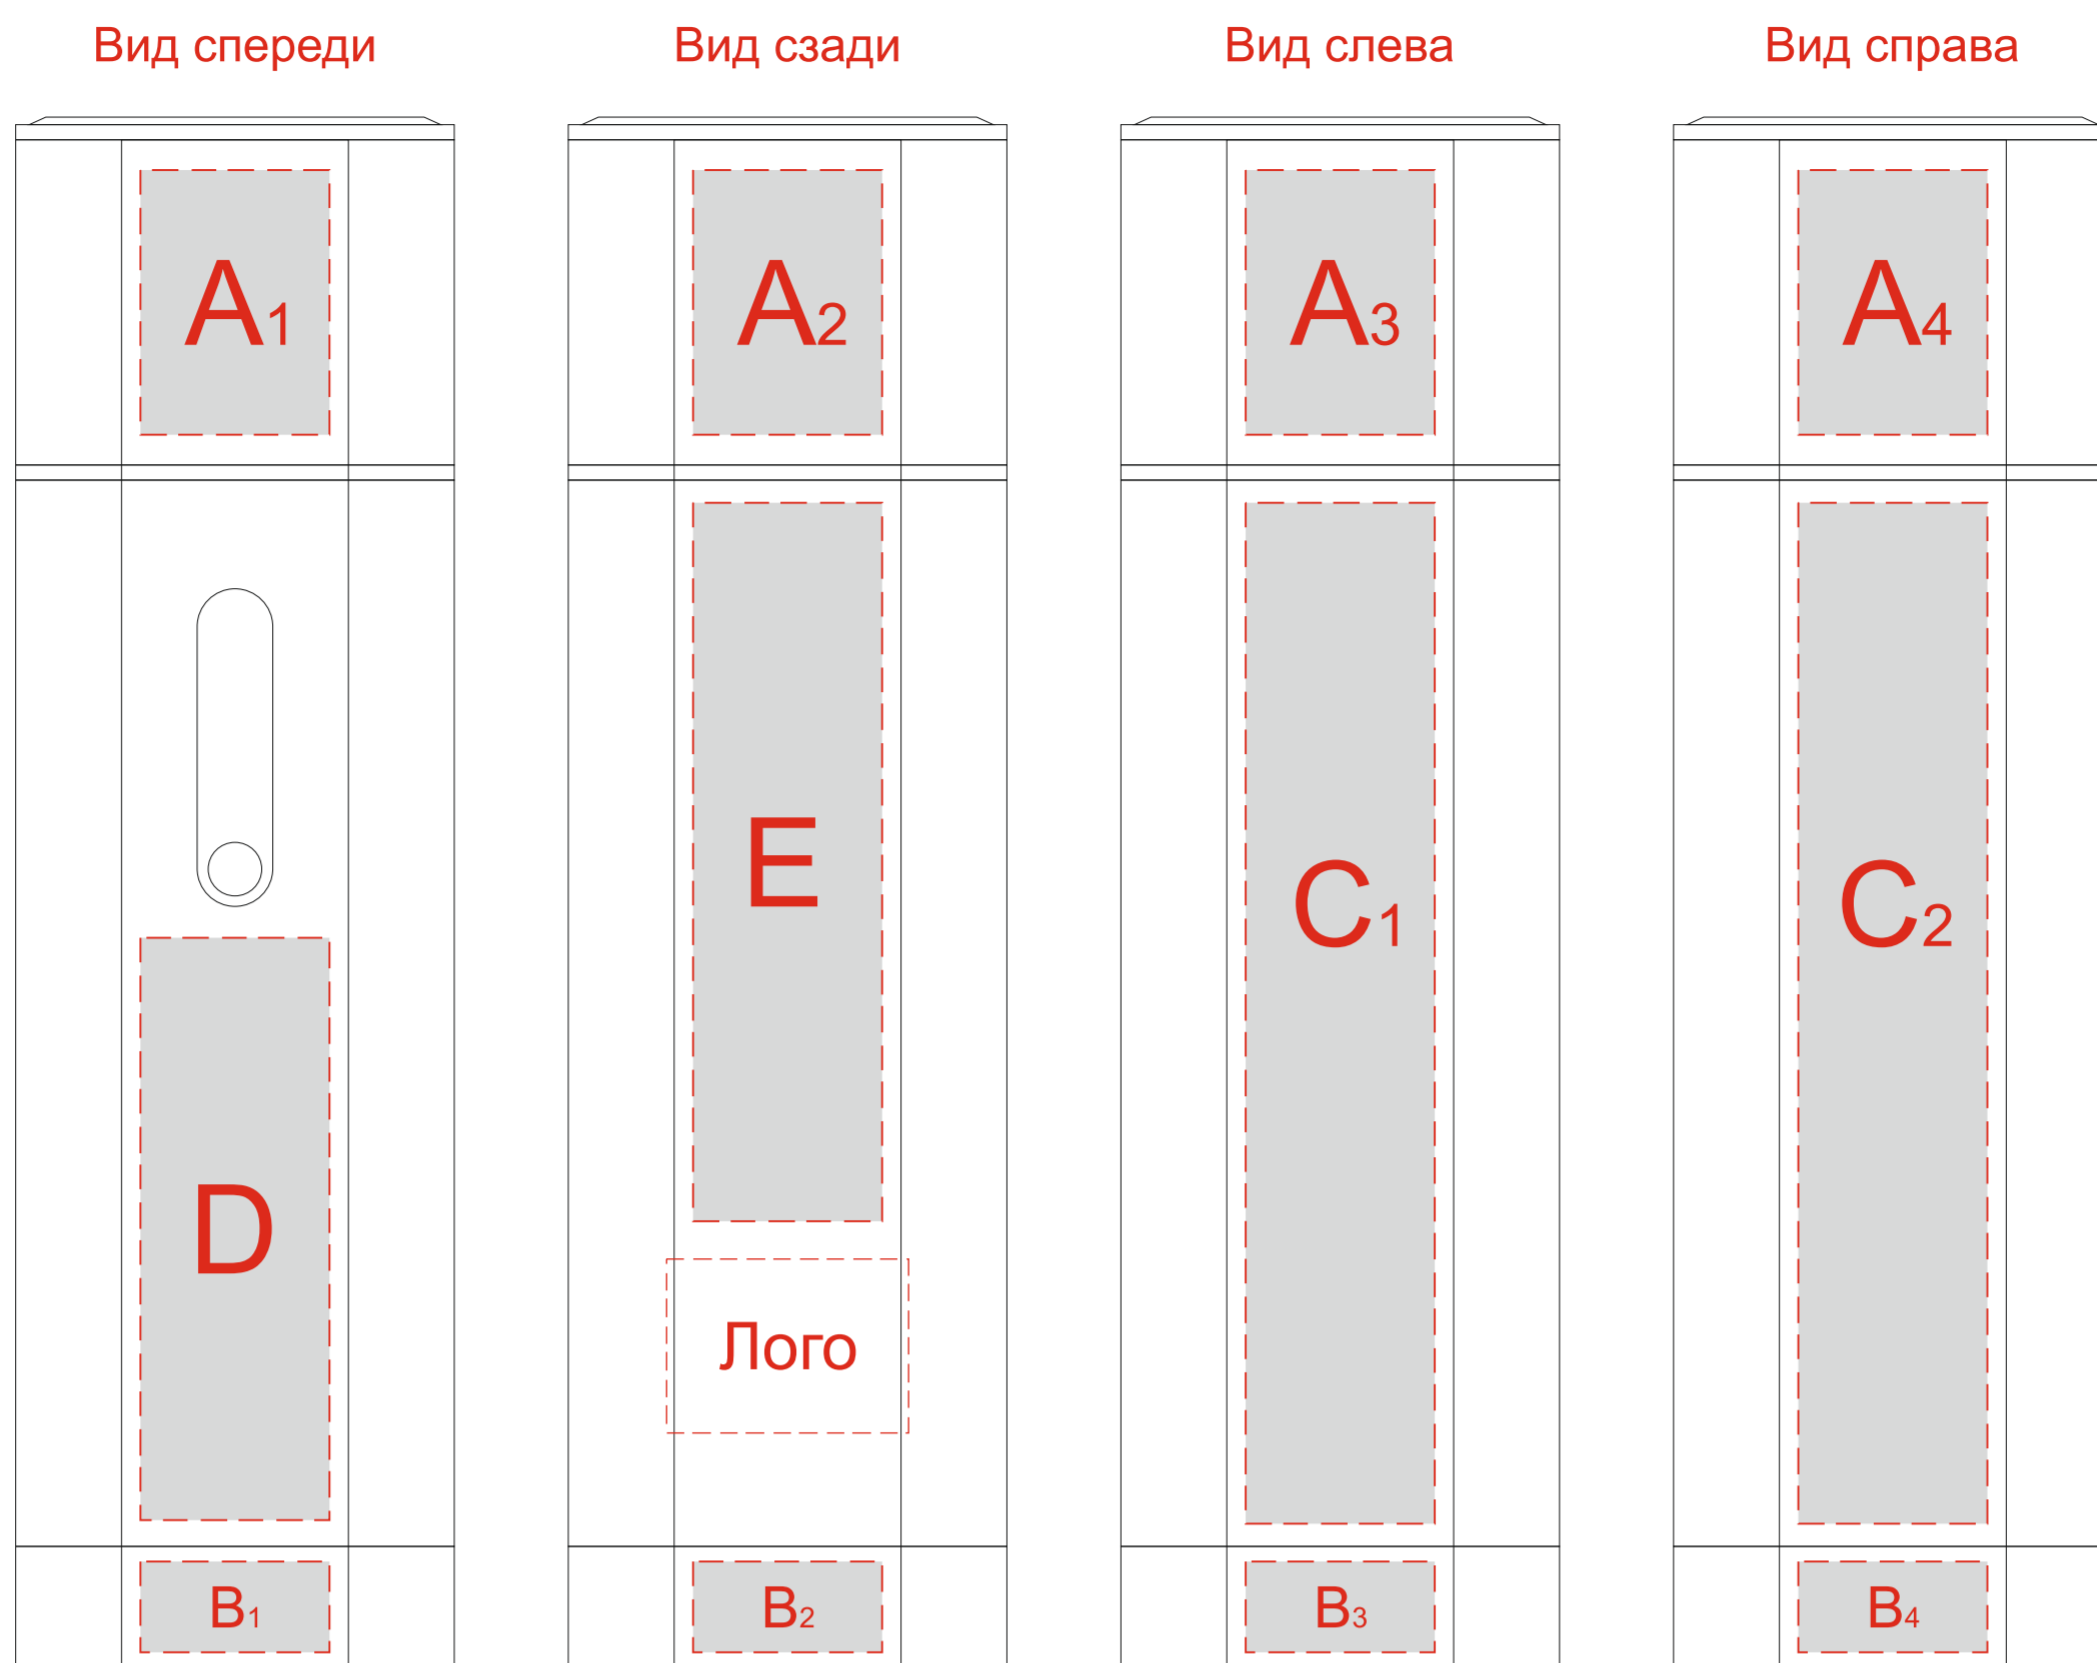 Вид спереди
Вид сзади
Вид слева
Вид справа
A1
A2
A3
A4
E
C1
C2
D
Лого
B1
B2
B3
B4